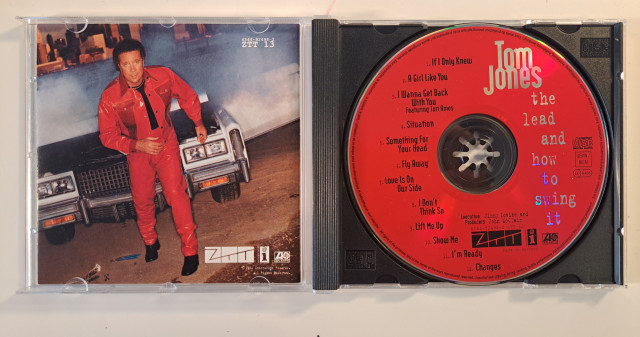 ZTT 13
ZTT
i
Tom
Jones
the
lead
and
how
to
swing
it
If I Only Know
A Girl Like You
I Wanna Get Back
With You
Featuring Tori Amos
Situation
Something For
Your Head
Fly Away
Love Is On
Our Side
I Don't
Think So
Lift Me Up
Show Me
I'm Ready
Changes
ZTT
i